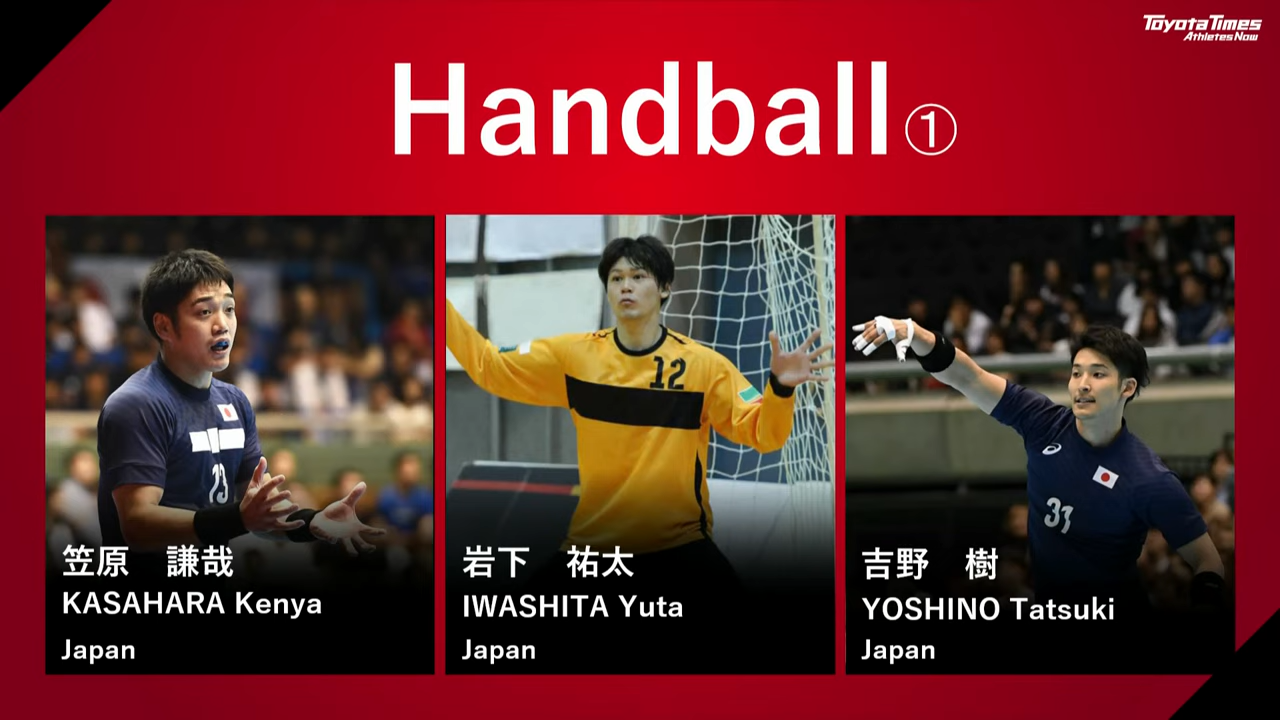 Toyota Times
Athletes Now
Handball①
23
笠原　謙哉
KASAHARA Kenya
Japan
12
岩下　祐太
IWASHITA Yuta
Japan
31
吉野　樹
YOSHINO Tatsuki
Japan